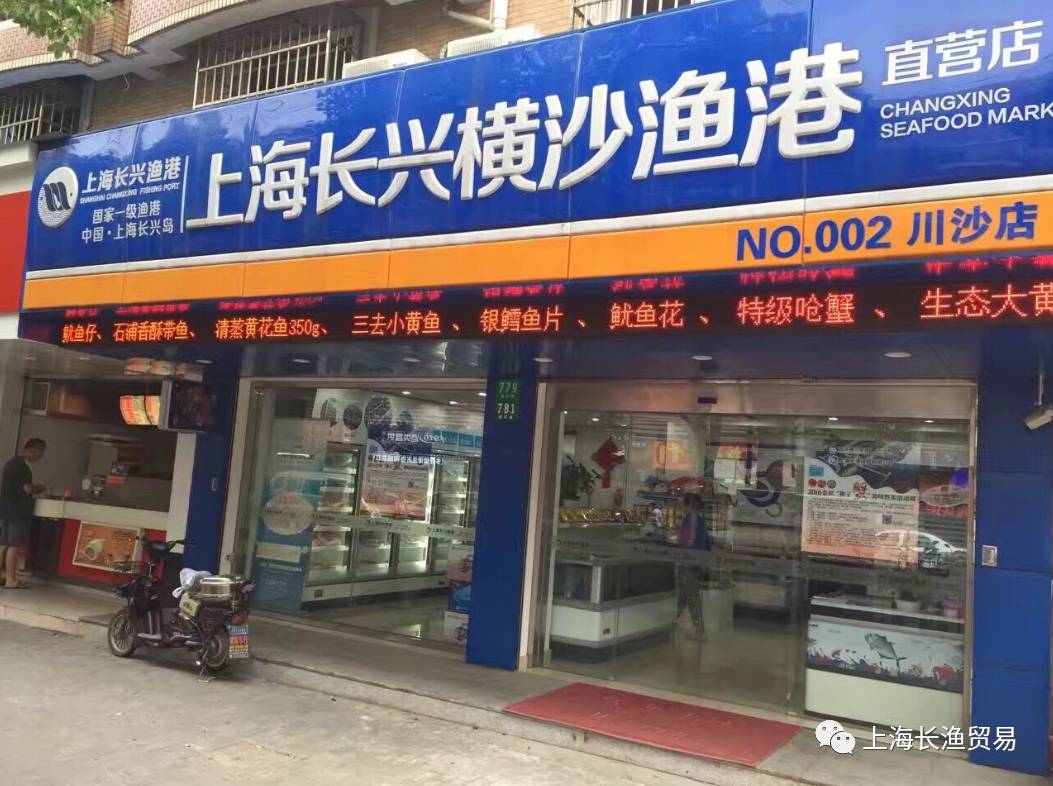 上海长兴渔港
SHANGHAI CHANGXING FISHING PORT
国家一级渔港
中国·上海长兴岛
上海长兴横沙渔港
直营店
CHANGXING
SEAFOOD MARK
NO.002 川沙店
鱿鱼仔、石浦香酥带鱼、清蒸黄花鱼350g、三去小黄鱼、银鳕鱼片、鱿鱼花、特级呛蟹、生态大黄
779
781
上海长渔贸易